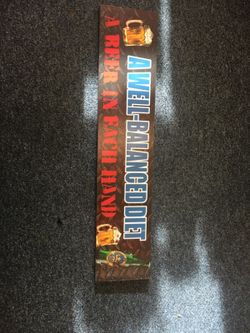 A WELL-BALANCED DIET
A BEER IN EACH HAND